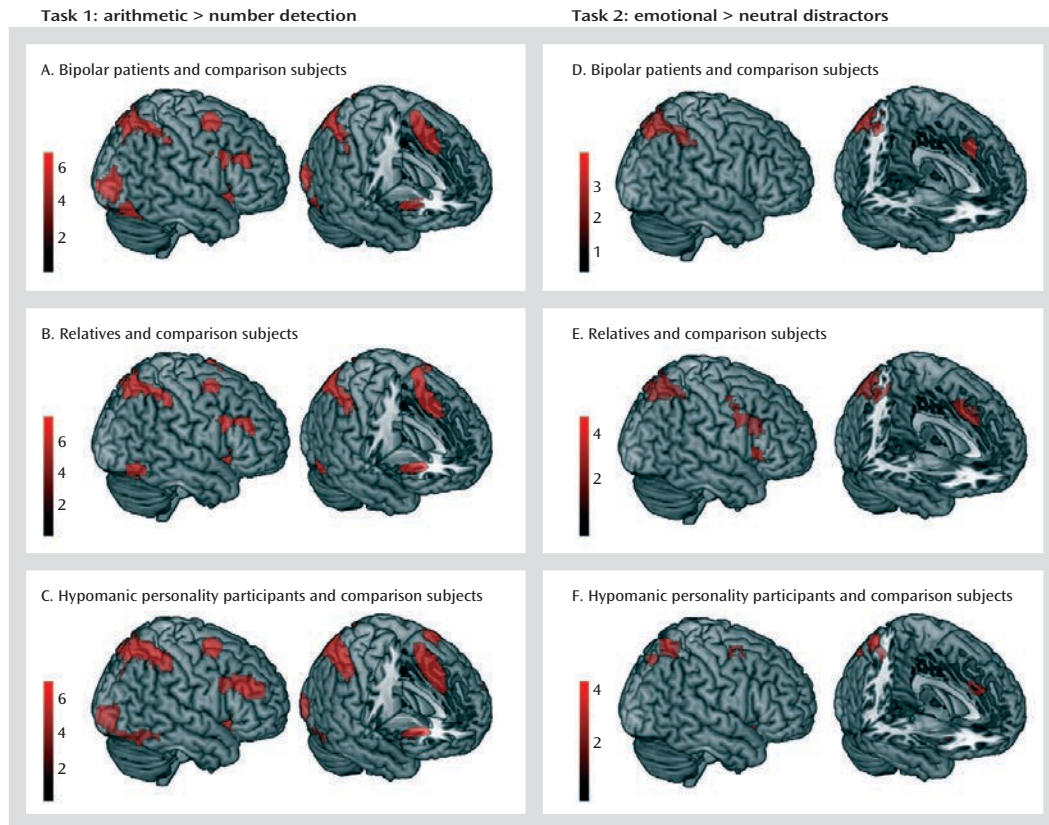 Task 1: arithmetic > number detection
Task 2: emotional > neutral distractors
A. Bipolar patients and comparison subjects
6
4
2
D. Bipolar patients and comparison subjects
3
2
1
B. Relatives and comparison subjects
6
4
2
E. Relatives and comparison subjects
4
2
C. Hypomanic personality participants and comparison subjects
6
4
2
F. Hypomanic personality participants and comparison subjects
4
2